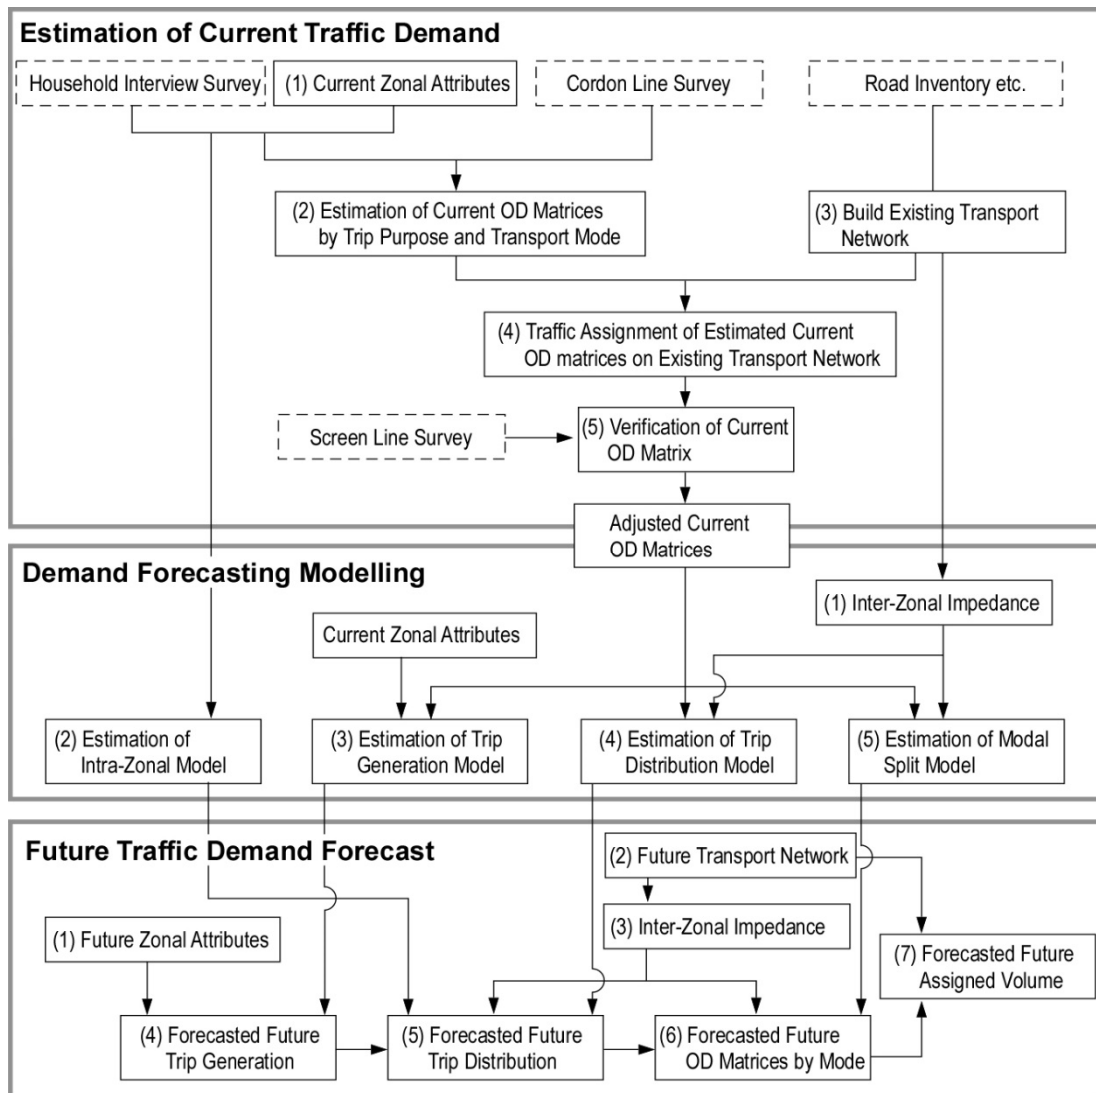 Estimation of Current Traffic Demand
Household Interview Survey
(1) Current Zonal Attributes
Cordon Line Survey
Road Inventory etc.
(2) Estimation of Current OD Matrices
by Trip Purpose and Transport Mode
(3) Build Existing Transport
Network
(4) Traffic Assignment of Estimated Current
OD matrices on Existing Transport Network
Screen Line Survey
(5) Verification of Current
OD Matrix
Adjusted Current
OD Matrices
Demand Forecasting Modelling
(1) Inter-Zonal Impedance
Current Zonal Attributes
(2) Estimation of
Intra-Zonal Model
(3) Estimation of Trip
Generation Model
(4) Estimation of Trip
Distribution Model
(5) Estimation of Modal
Split Model
Future Traffic Demand Forecast
(2) Future Transport Network
(1) Future Zonal Attributes
(3) Inter-Zonal Impedance
(7) Forecasted Future
Assigned Volume
(4) Forecasted Future
Trip Generation
(5) Forecasted Future
Trip Distribution
(6) Forecasted Future
OD Matrices by Mode